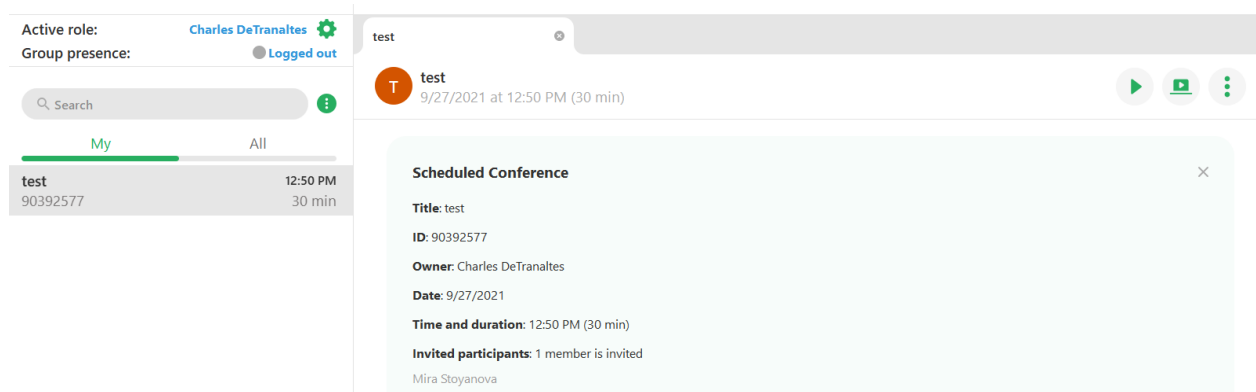 Active role: Charles DeTranaltes
Group presence: Logged out
Search
My All
test 12:50 PM
90392577 30 min
test
T
test
9/27/2021 at 12:50 PM (30 min)
Scheduled Conference
Title: test
ID: 90392577
Owner: Charles DeTranaltes
Date: 9/27/2021
Time and duration: 12:50 PM (30 min)
Invited participants: 1 member is invited
Mira Stoyanova